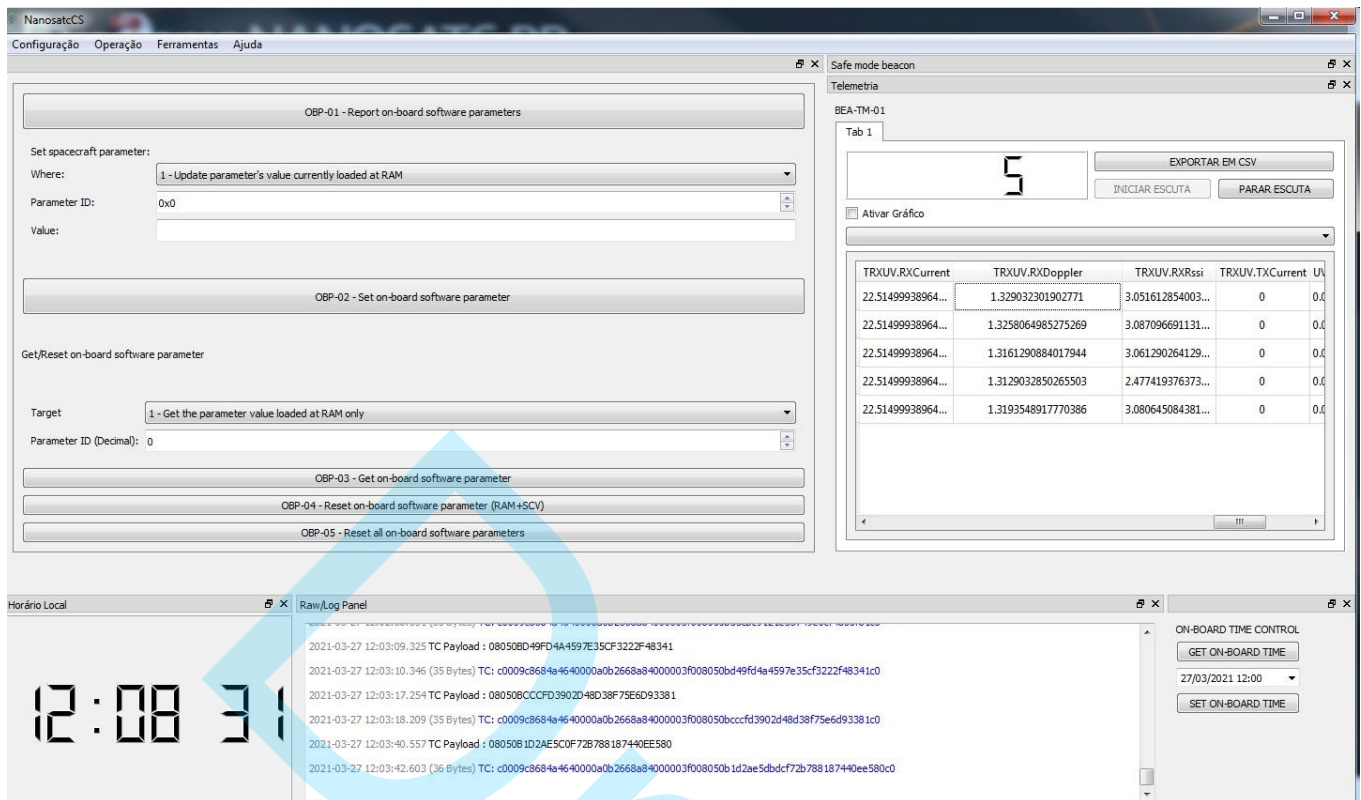 NanosatcCS
Configuração Operação Ferramentas Ajuda
OBP-01 - Report on-board software parameters
Set spacecraft parameter:
Where: 1 - Update parameter's value currently loaded at RAM
Parameter ID: 0x0
Value:
OBP-02 - Set on-board software parameter
Get/Reset on-board software parameter
Target 1 - Get the parameter value loaded at RAM only
Parameter ID (Decimal): 0
OBP-03 - Get on-board software parameter
OBP-04 - Reset on-board software parameter (RAM+SCV)
OBP-05 - Reset all on-board software parameters
Safe mode beacon
Telemetria
BEA-TM-01
Tab 1
5
EXPORTAR EM CSV
INICIAR ESCUTA PARAR ESCUTA
Ativar Gráfico
TRXUV.RXCurrent TRXUV.RXDoppler TRXUV.RXRssi TRXUV.TXCurrent
22.51499938964... 1.329032301902771 3.051612854003... 0 0.0
22.51499938964... 1.3258064985275269 3.087096691131... 0 0.0
22.51499938964... 1.3161290884017944 3.061290264129... 0 0.0
22.51499938964... 1.3129032850265503 2.477419376373... 0 0.0
22.51499938964... 1.3193548917770386 3.080645084381... 0 0.0
Horário Local
12:08 31
Raw/Log Panel
2021-03-27 12:03:09.325 TC Payload : 08050BD49FD4A4597E35CF3222F48341
2021-03-27 12:03:10.346 (35 Bytes) TC: c0009c8684a4640000a0b2668a84000003f008050bd49fd4a4597e35cf3222f48341c0
2021-03-27 12:03:17.254 TC Payload : 08050BCCCFD3902D48D38F75E6D93381
2021-03-27 12:03:18.209 (35 Bytes) TC: c0009c8684a4640000a0b2668a84000003f008050bcccfd3902d48d38f75e6d93381c0
2021-03-27 12:03:40.557 TC Payload : 08050B1D2AE5C0F72B788187440EE580
2021-03-27 12:03:42.603 (36 Bytes) TC: c0009c8684a4640000a0b2668a84000003f008050b1d2ae5dbdcf72b788187440ee580c0
ON-BOARD TIME CONTROL
GET ON-BOARD TIME
27/03/2021 12:00
SET ON-BOARD TIME